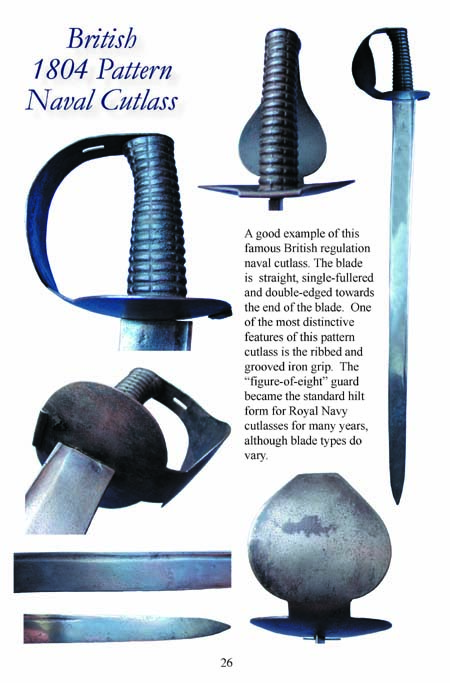 British
1804 Pattern
Naval Cutlass
A good example of this
famous British regulation
naval cutlass. The blade
is straight, single-fullered
and double-edged towards
the end of the blade. One
of the most distinctive
features of this pattern
cutlass is the ribbed and
grooved iron grip. The
“figure-of-eight” guard
became the standard hilt
form for Royal Navy
cutlasses for many years,
although blade types do
vary.
26